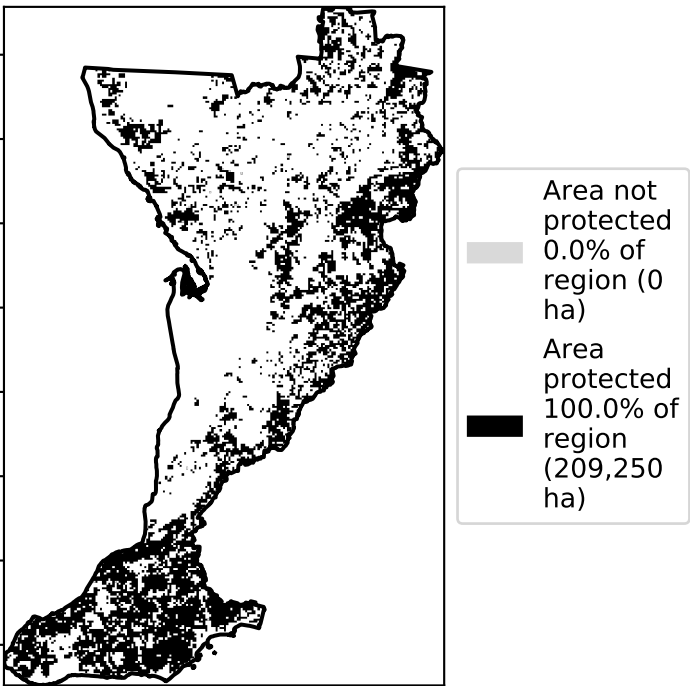 Area not
protected
0.0% of
region (0
ha)
Area
protected
100.0% of
region
(209,250
ha)